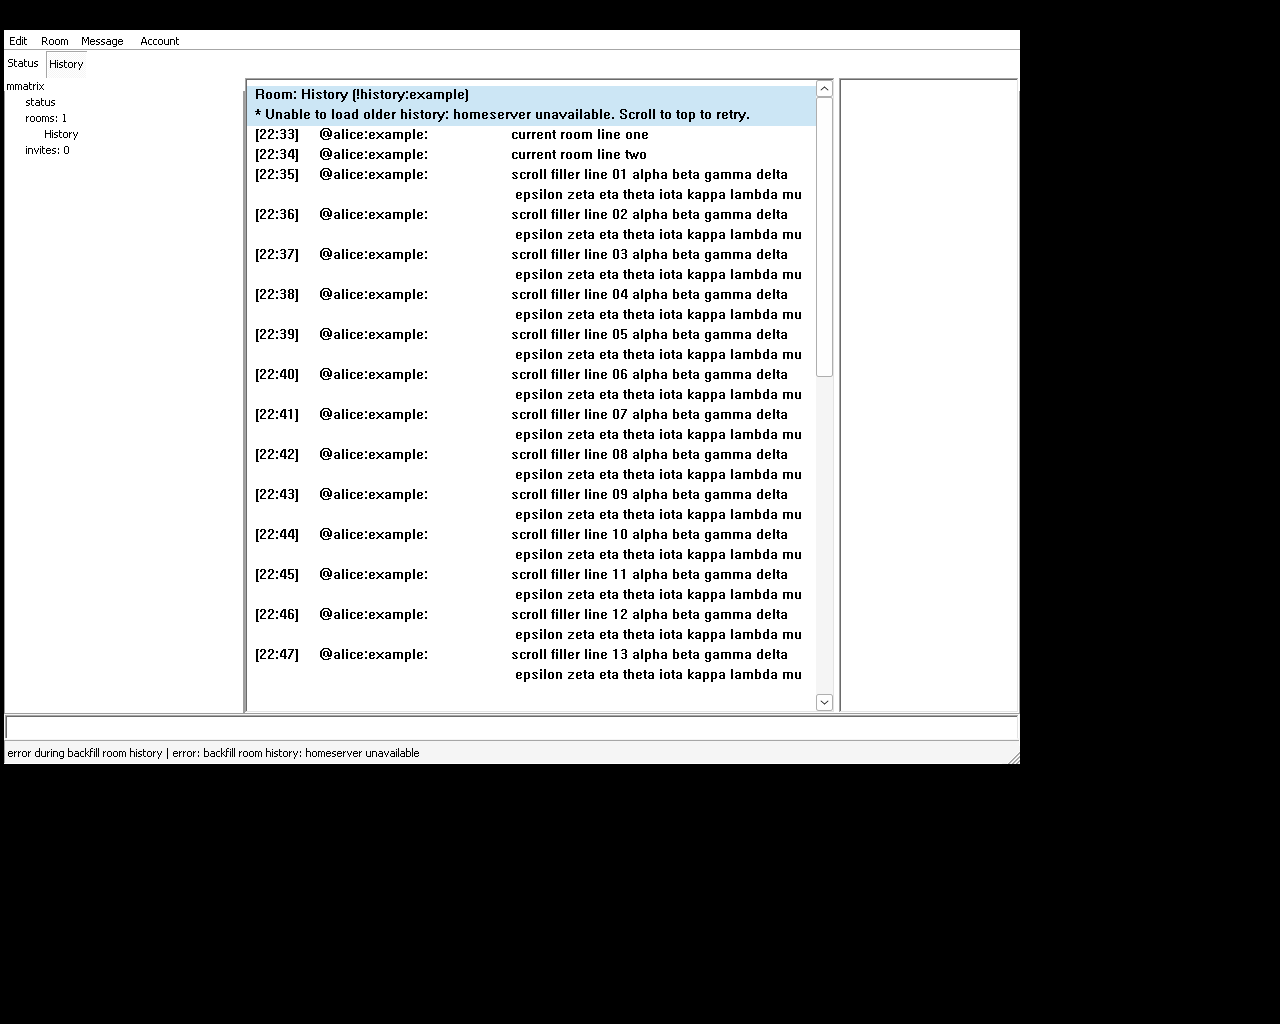 Edit Room Message Account
Status History
mmatrix
status
rooms: 1
History
invites: 0
Room: History (!history:example)
* Unable to load older history: homeserver unavailable. Scroll to top to retry.
[22:33] @alice:example: current room line one
[22:34] @alice:example: current room line two
[22:35] @alice:example: scroll filler line 01 alpha beta gamma delta
epsilon zeta eta theta iota kappa lambda mu
[22:36] @alice:example: scroll filler line 02 alpha beta gamma delta
epsilon zeta eta theta iota kappa lambda mu
[22:37] @alice:example: scroll filler line 03 alpha beta gamma delta
epsilon zeta eta theta iota kappa lambda mu
[22:38] @alice:example: scroll filler line 04 alpha beta gamma delta
epsilon zeta eta theta iota kappa lambda mu
[22:39] @alice:example: scroll filler line 05 alpha beta gamma delta
epsilon zeta eta theta iota kappa lambda mu
[22:40] @alice:example: scroll filler line 06 alpha beta gamma delta
epsilon zeta eta theta iota kappa lambda mu
[22:41] @alice:example: scroll filler line 07 alpha beta gamma delta
epsilon zeta eta theta iota kappa lambda mu
[22:42] @alice:example: scroll filler line 08 alpha beta gamma delta
epsilon zeta eta theta iota kappa lambda mu
[22:43] @alice:example: scroll filler line 09 alpha beta gamma delta
epsilon zeta eta theta iota kappa lambda mu
[22:44] @alice:example: scroll filler line 10 alpha beta gamma delta
epsilon zeta eta theta iota kappa lambda mu
[22:45] @alice:example: scroll filler line 11 alpha beta gamma delta
epsilon zeta eta theta iota kappa lambda mu
[22:46] @alice:example: scroll filler line 12 alpha beta gamma delta
epsilon zeta eta theta iota kappa lambda mu
[22:47] @alice:example: scroll filler line 13 alpha beta gamma delta
epsilon zeta eta theta iota kappa lambda mu
error during backfill room history | error: backfill room history: homeserver unavailable